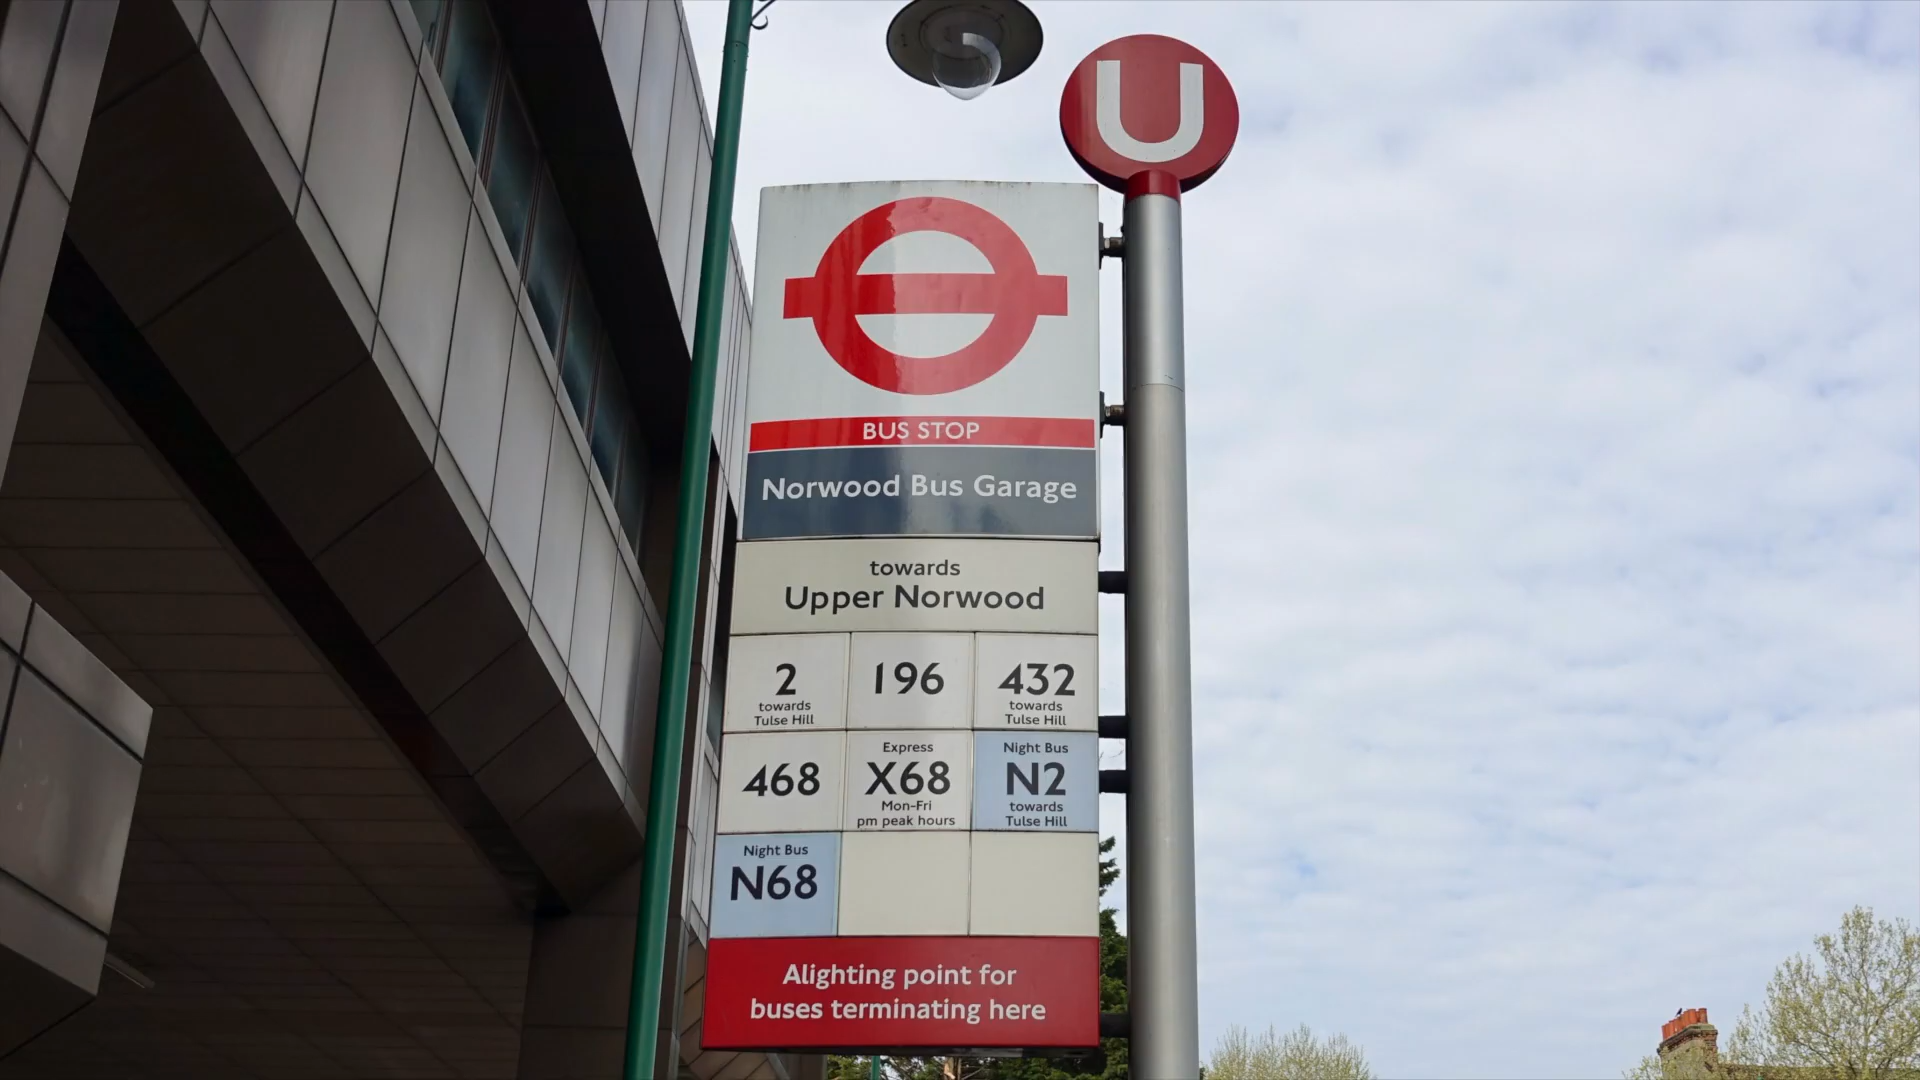 U
BUS STOP
Norwood Bus Garage
towards
Upper Norwood
2
towards
Tulse Hill
196
432
towards
Tulse Hill
468
Express
X68
Mon-Fri
pm peak hours
Night Bus
N2
towards
Tulse Hill
Night Bus
N68
Alighting point for
buses terminating here